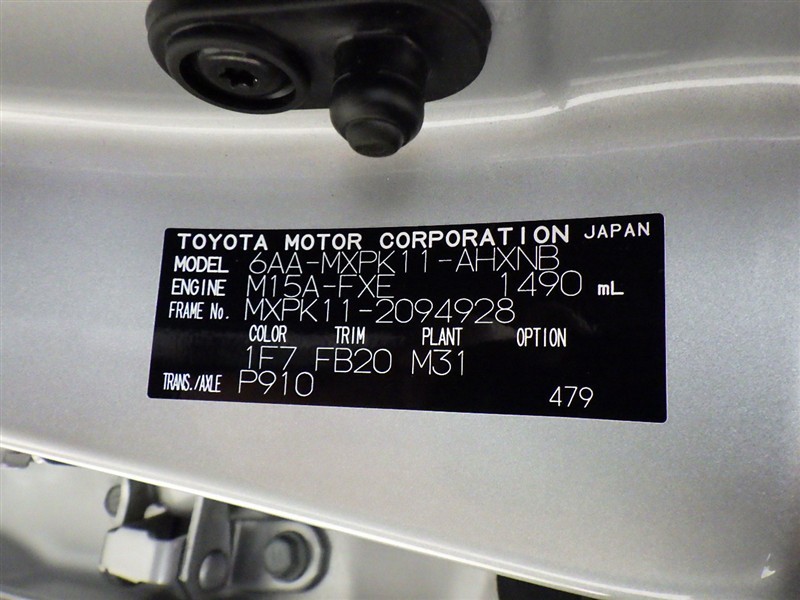 TOYOTA MOTOR CORPORATION JAPAN
MODEL 6AA-MXPK11-AHXNB
ENGINE M15A-FXE 1490 mL
FRAME No. MXPK11-2094928
COLOR TRIM PLANT OPTION
1F7 FB20 M31
TRANS./AXLE P910
479